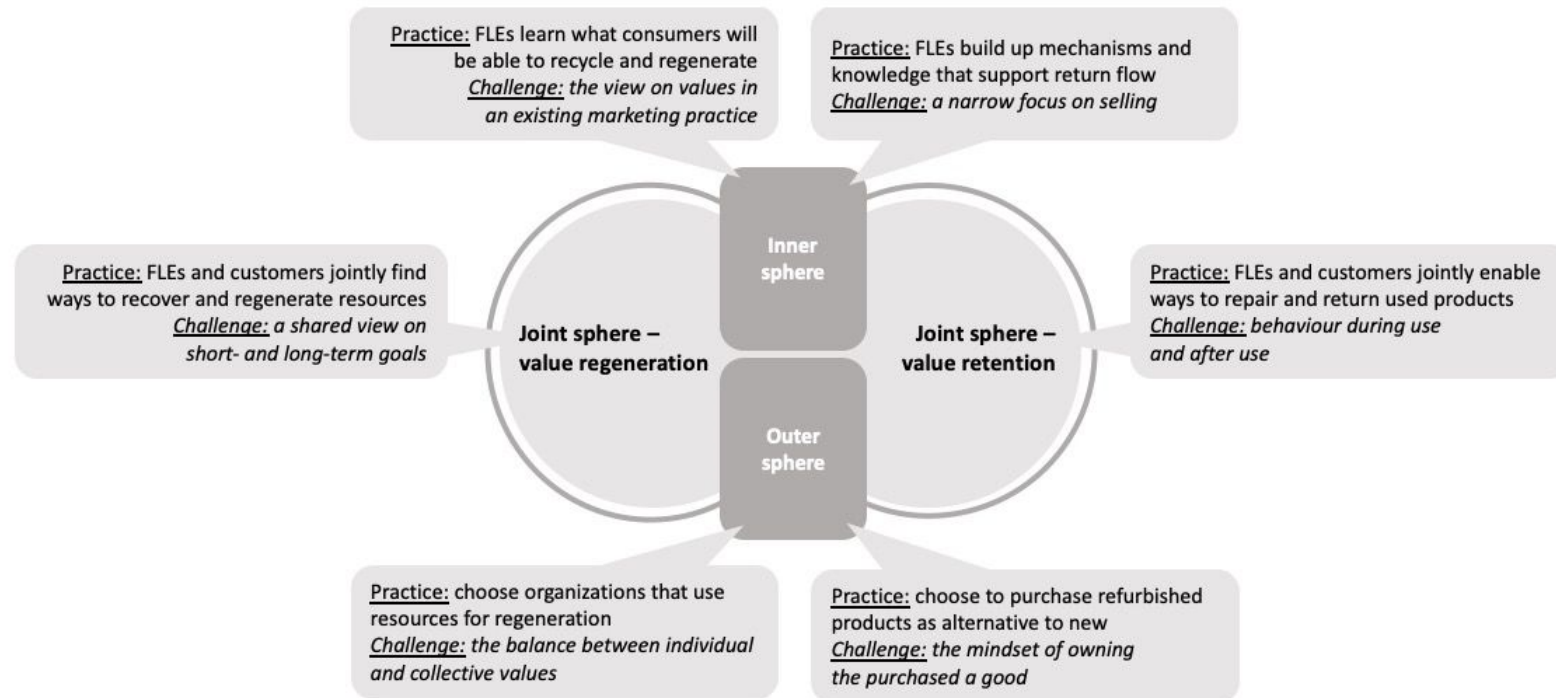 Practice: FLEs learn what consumers will
be able to recycle and regenerate
Challenge: the view on values in
an existing marketing practice
Practice: FLEs build up mechanisms and
knowledge that support return flow
Challenge: a narrow focus on selling
Practice: FLEs and customers jointly find
ways to recover and regenerate resources
Challenge: a shared view on
short- and long-term goals
Joint sphere –
value regeneration
Inner
sphere
Outer
sphere
Joint sphere –
value retention
Practice: FLEs and customers jointly enable
ways to repair and return used products
Challenge: behaviour during use
and after use
Practice: choose organizations that use
resources for regeneration
Challenge: the balance between individual
and collective values
Practice: choose to purchase refurbished
products as alternative to new
Challenge: the mindset of owning
the purchased a good